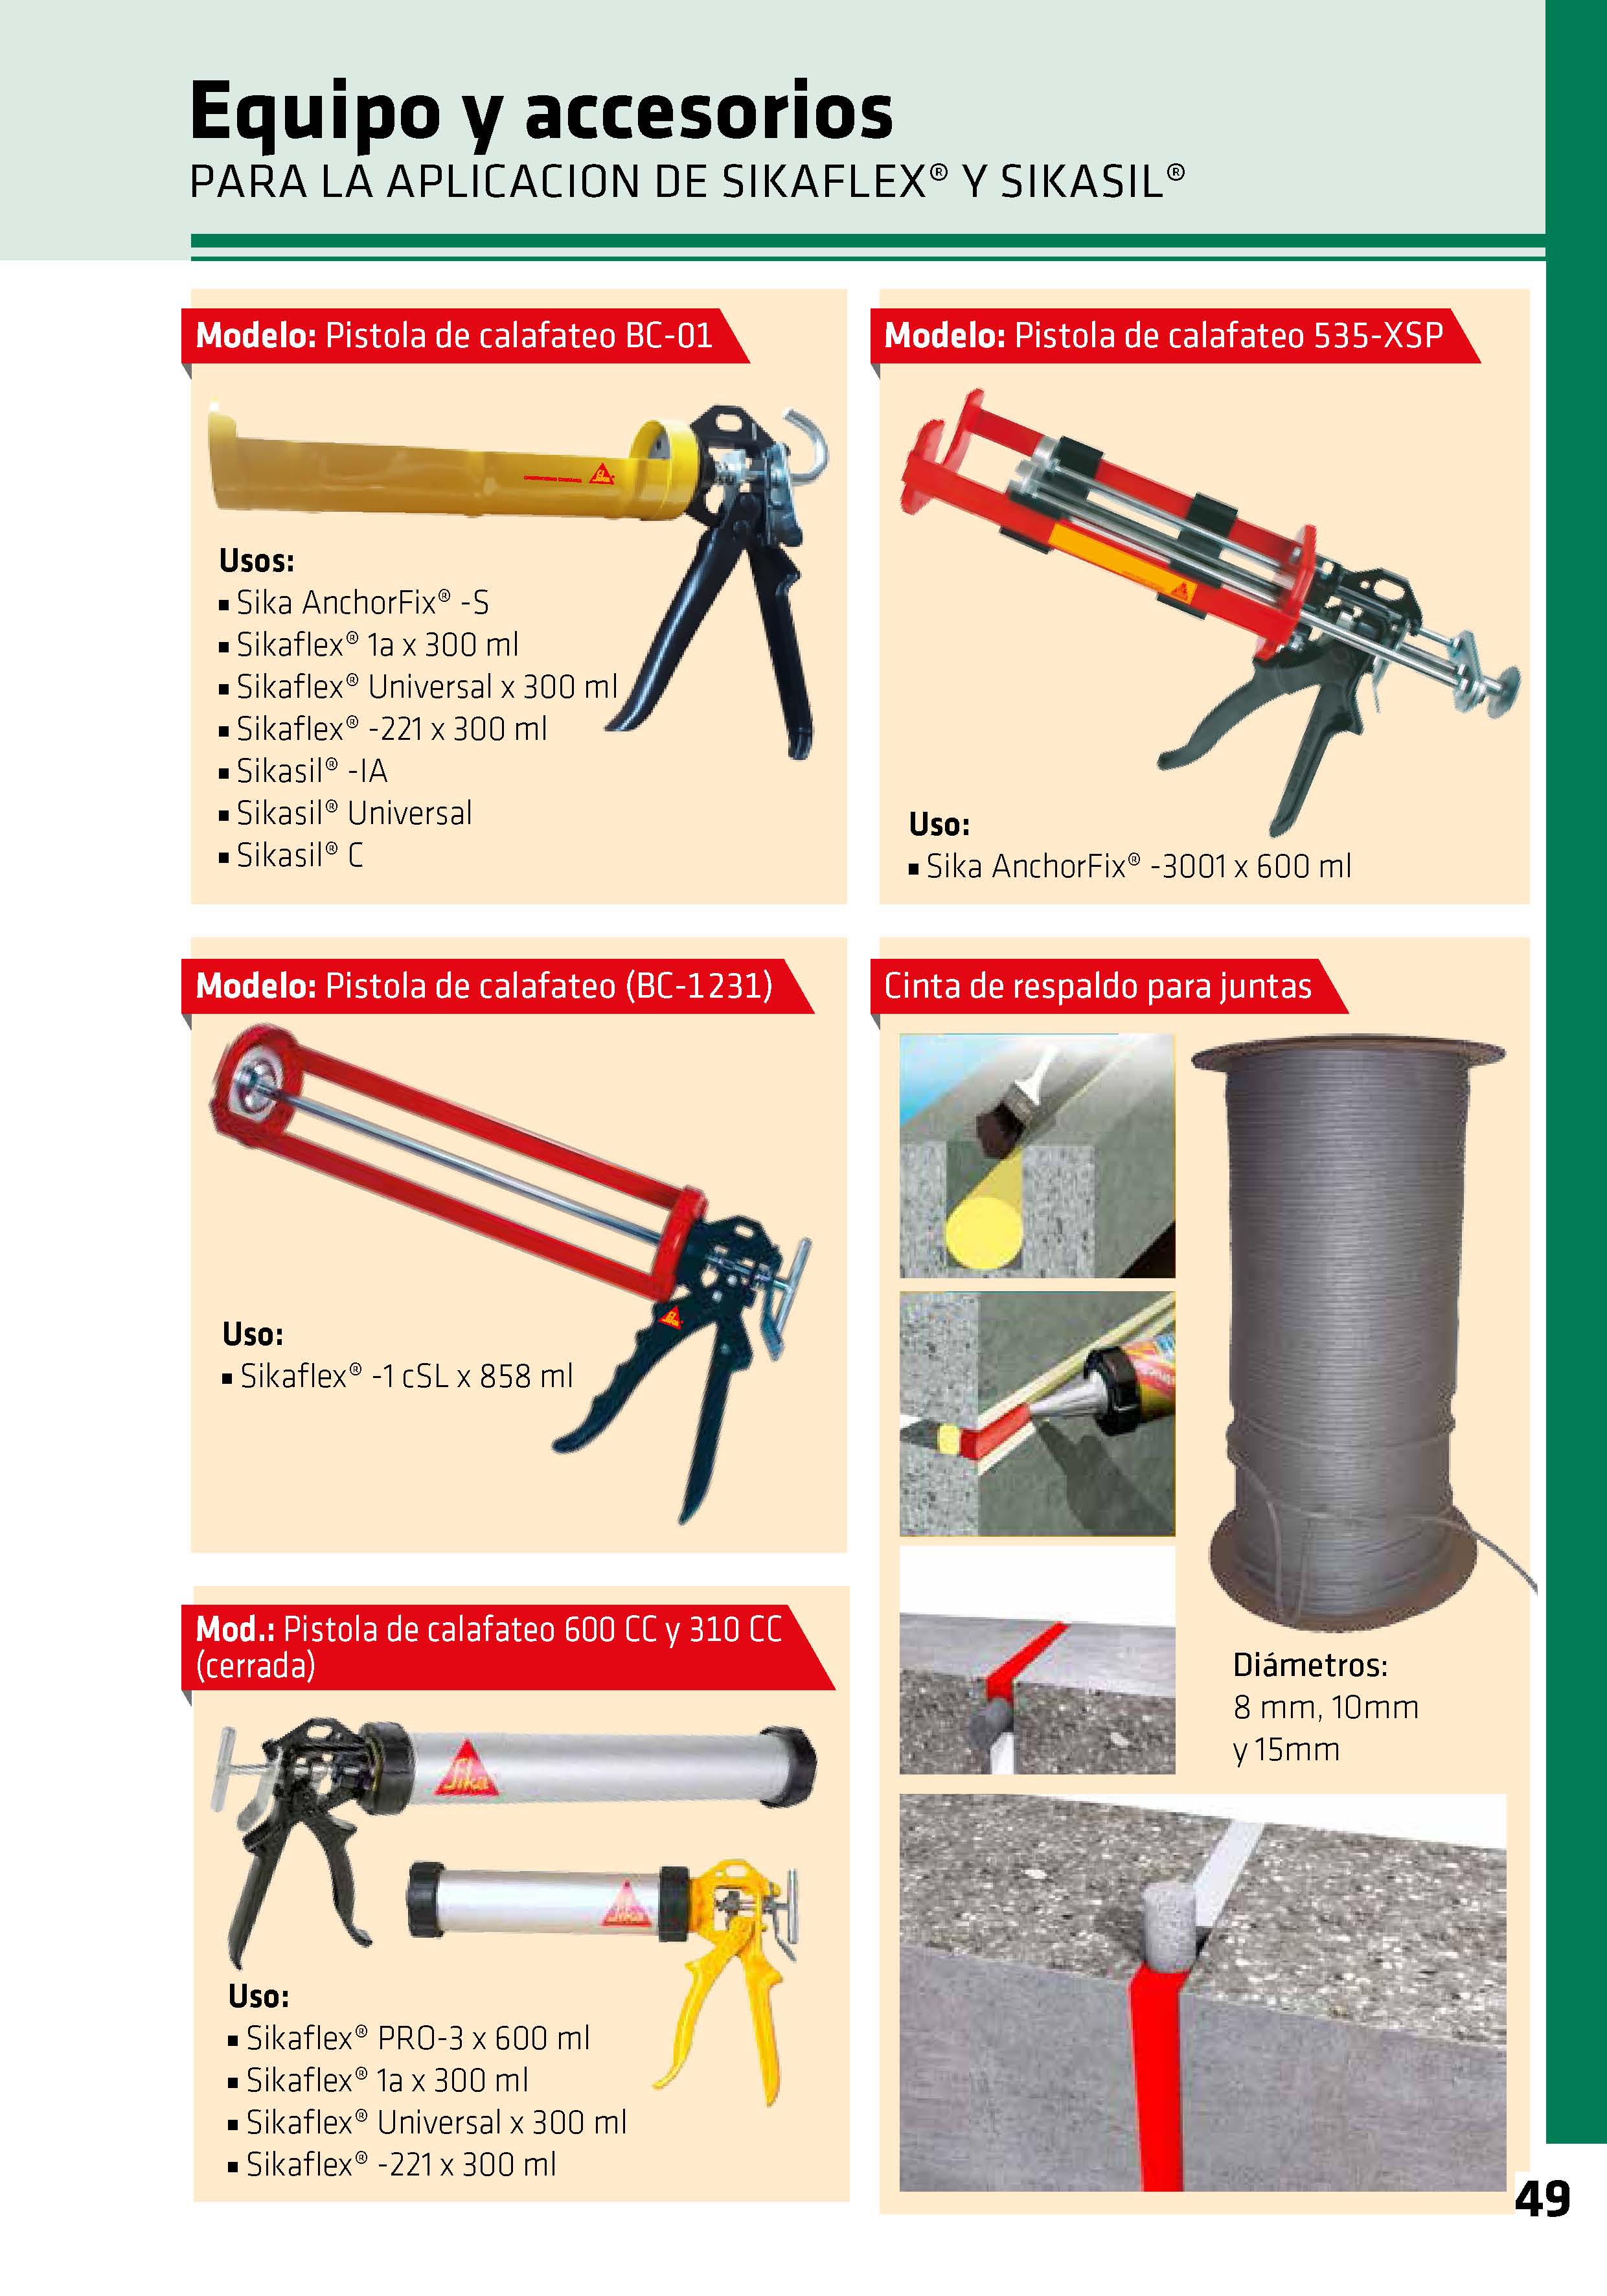 Equipo y accesorios
PARA LA APLICACION DE SIKAFLEX® Y SIKASIL®
Modelo: Pistola de calafateo BC-01
Sika
Usos:
▪ Sika AnchorFix® -S
▪ Sikaflex® 1a x 300 ml
▪ Sikaflex® Universal x 300 ml
▪ Sikaflex® -221 x 300 ml
▪ Sikasil® -IA
▪ Sikasil® Universal
▪ Sikasil® C
Modelo: Pistola de calafateo 535-XSP
Uso:
▪ Sika AnchorFix® -3001 x 600 ml
Modelo: Pistola de calafateo (BC-1231)
Uso:
▪ Sikaflex® -1 cSL x 858 ml
Cinta de respaldo para juntas
Diámetros:
8 mm, 10mm
y 15mm
Mod.: Pistola de calafateo 600 CC y 310 CC
(cerrada)
Sika
Sika
Uso:
▪ Sikaflex® PRO-3 x 600 ml
▪ Sikaflex® 1a x 300 ml
▪ Sikaflex® Universal x 300 ml
▪ Sikaflex® -221 x 300 ml
49